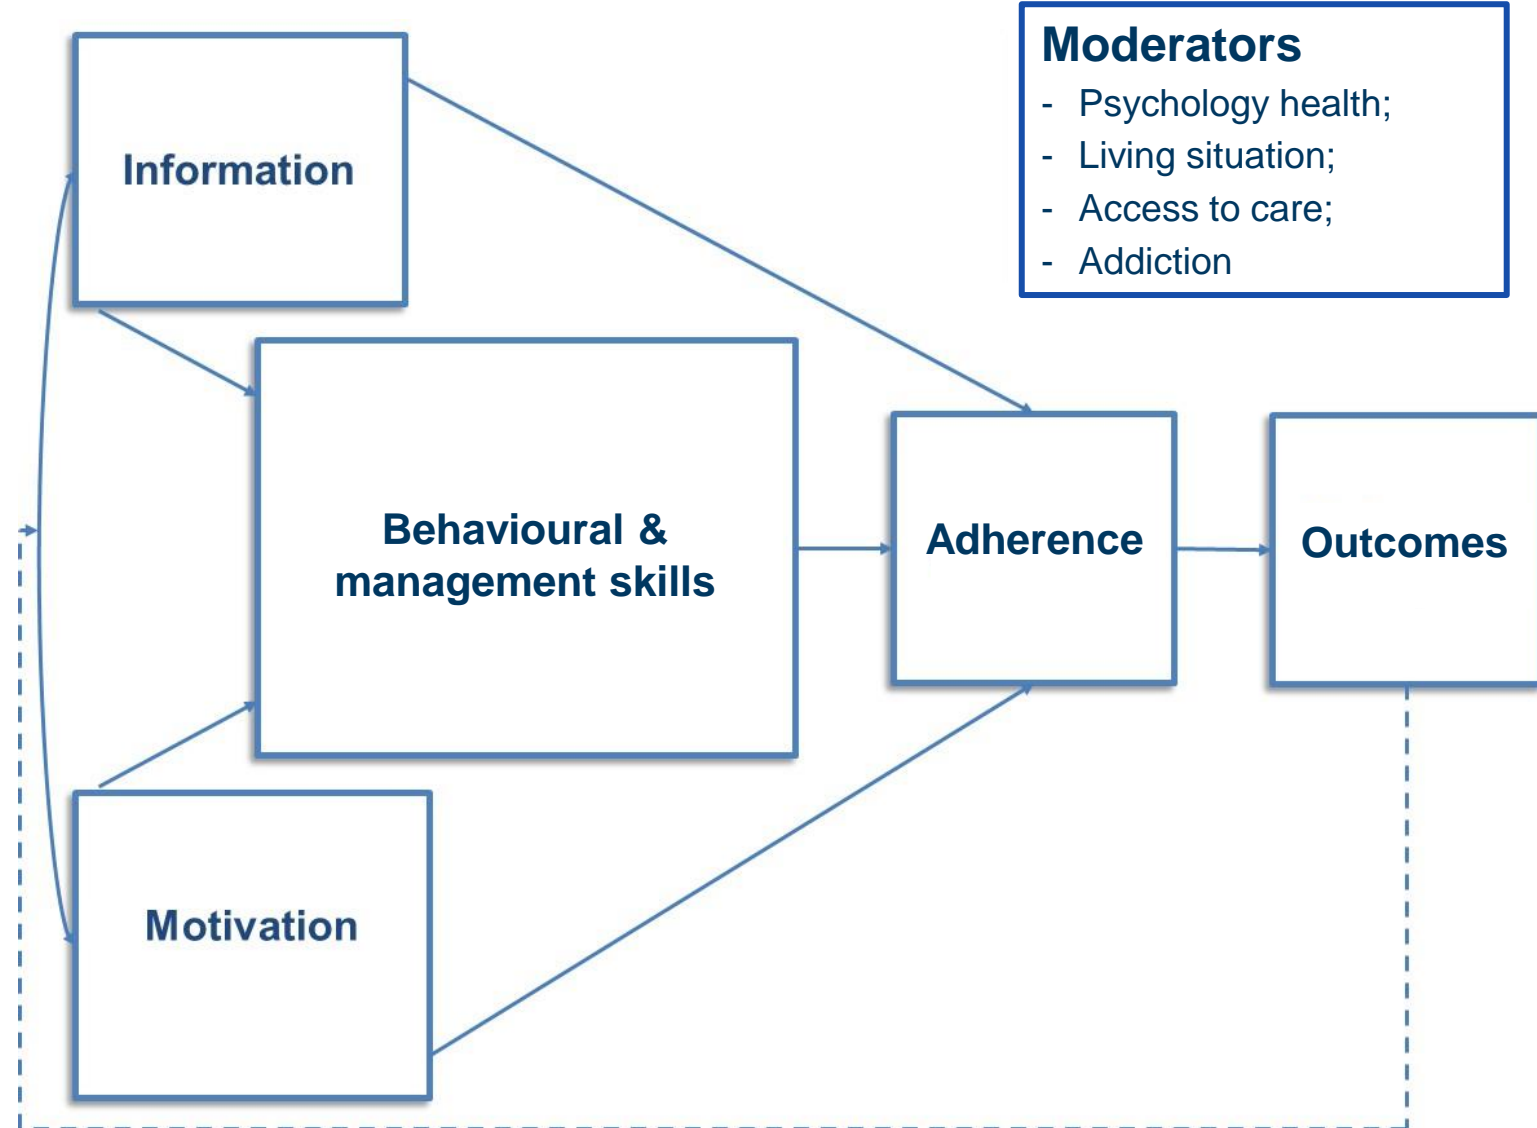 Moderators
- Psychology health;
- Living situation;
- Access to care;
- Addiction
Information
Behavioural &
management skills
Adherence
Outcomes
Motivation